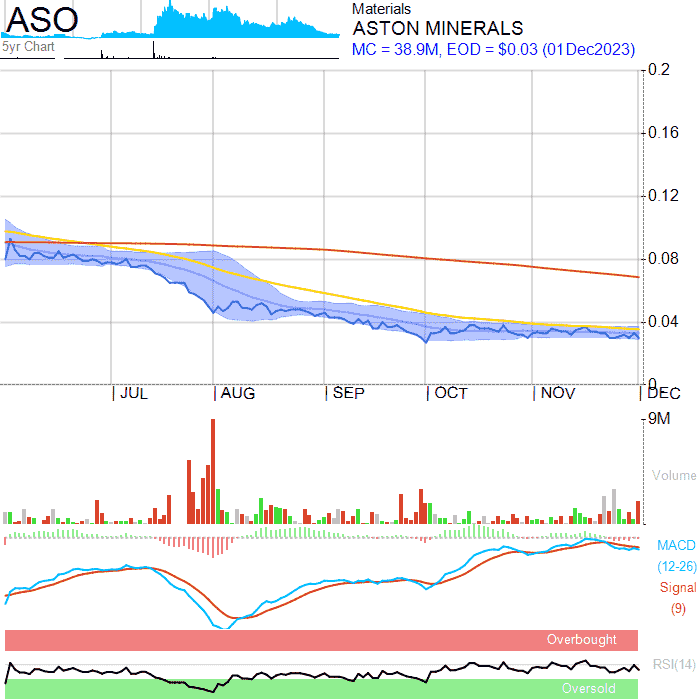 ASO
5yr Chart
Materials
ASTON MINERALS
MC = 38.9M, EOD = $0.03 (01Dec2023)
0.2
0.16
0.12
0.08
0.04
0
JUL AUG SEP OCT NOV DEC
9M
Volume
MACD
(12-26)
Signal
(9)
Overbought
RSI(14)
Oversold